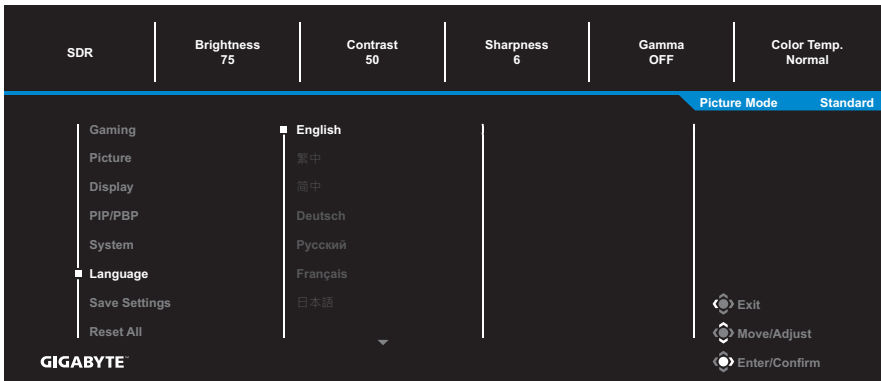 SDR
Brightness
75
Contrast
50
Sharpness
6
Gamma
OFF
Color Temp.
Normal
Picture Mode Standard
Gaming
Picture
Display
PIP/PBP
System
Language
Save Settings
Reset All
English
繁中
简中
Deutsch
Русский
Français
日本語
Exit
Move/Adjust
Enter/Confirm
GIGABYTE™